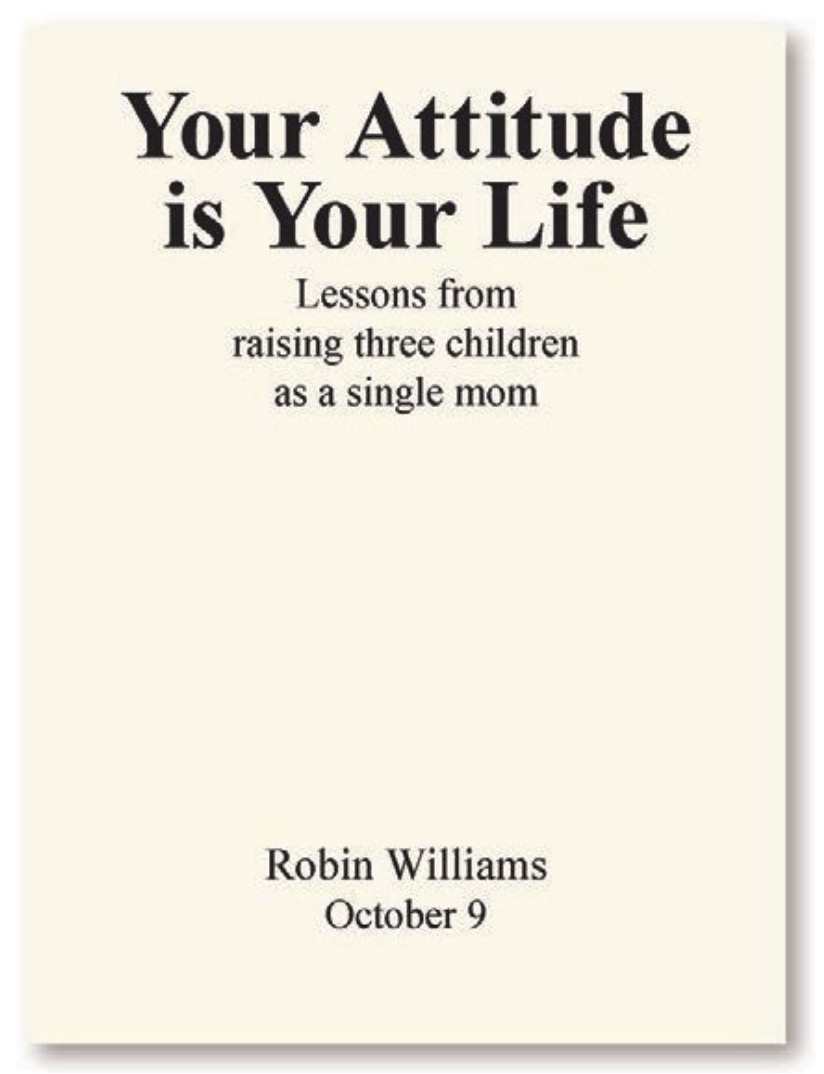 Your Attitude
is Your Life
Lessons from
raising three children
as a single mom
Robin Williams
October 9